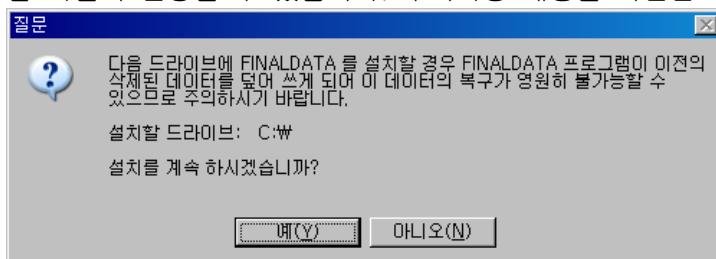 질문
다음 드라이브에 FINALDATA 를 설치할 경우 FINALDATA 프로그램이 이전의
삭제된 데이터를 덮어 쓰게 되어 이 데이터의 복구가 영원히 불가능할 수
있으므로 주의하시기 바랍니다.
설치할 드라이브: C:₩
설치를 계속 하시겠습니까?
예(Y) 아니오(N)